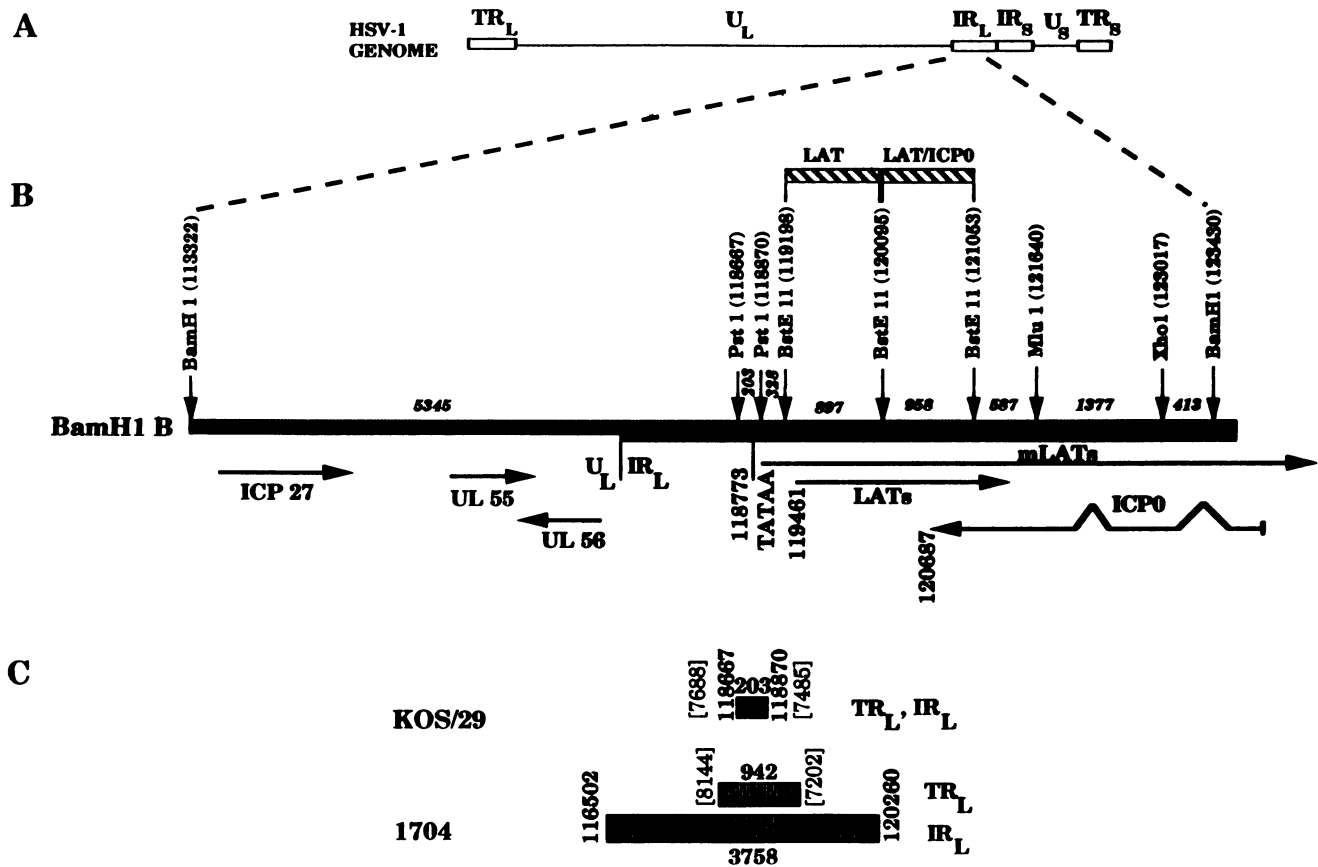 A
HSV-1
GENOME
TRL
UL
IRL IRS US TRS
B
LAT
LAT/ICP0
BamH 1 (113322)
Pst 1 (118667)
Pst 1 (118870)
BstE 11 (119198)
BstE 11 (120095)
BstE 11 (121053)
Mlu 1 (121640)
Xho1 (123017)
BamH1 (123430)
5345
203
328
897
958
587
1377
413
BamH1 B
UL
IRL
mLATs
ICP 27
UL 55
UL 56
118773
TATAA
119461
LATs
ICP0
120687
C
KOS/29
[7688]
118667
203
118870
[7485]
TRL, IRL
1704
116502
[8144]
942
[7202]
120260
TRL
IRL
3758